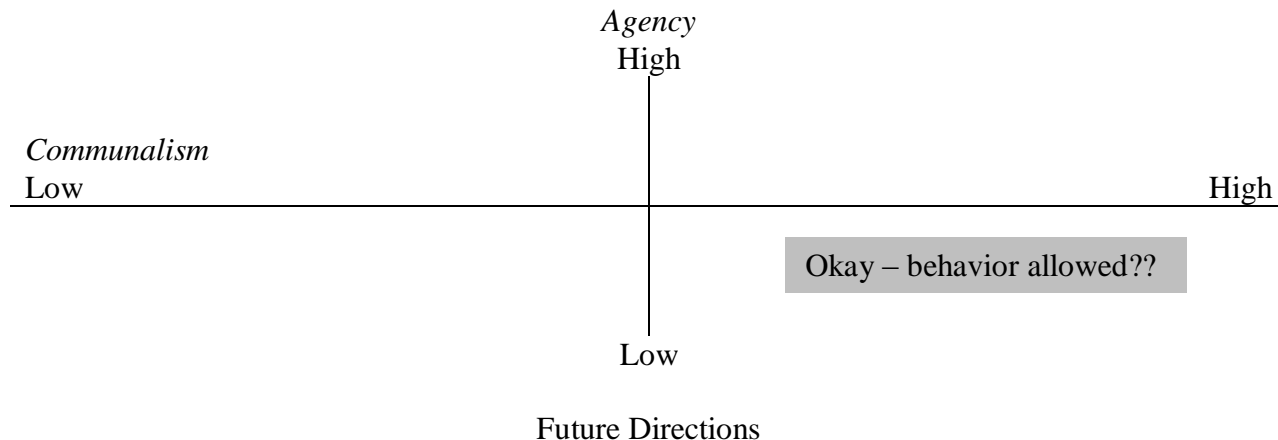 Agency
High
Communalism
Low
High
Okay – behavior allowed??
Low
Future Directions